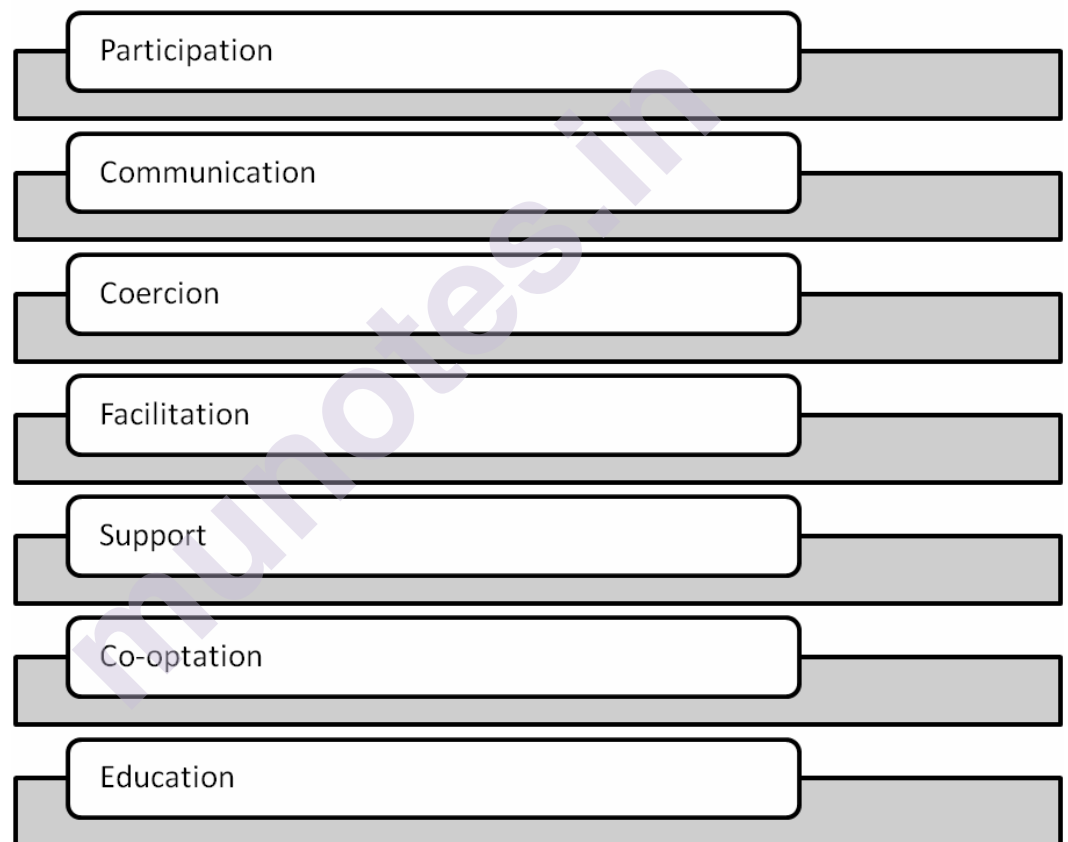 Participation
Communication
Coercion
Facilitation
Support
Co-optation
Education
munotes.in